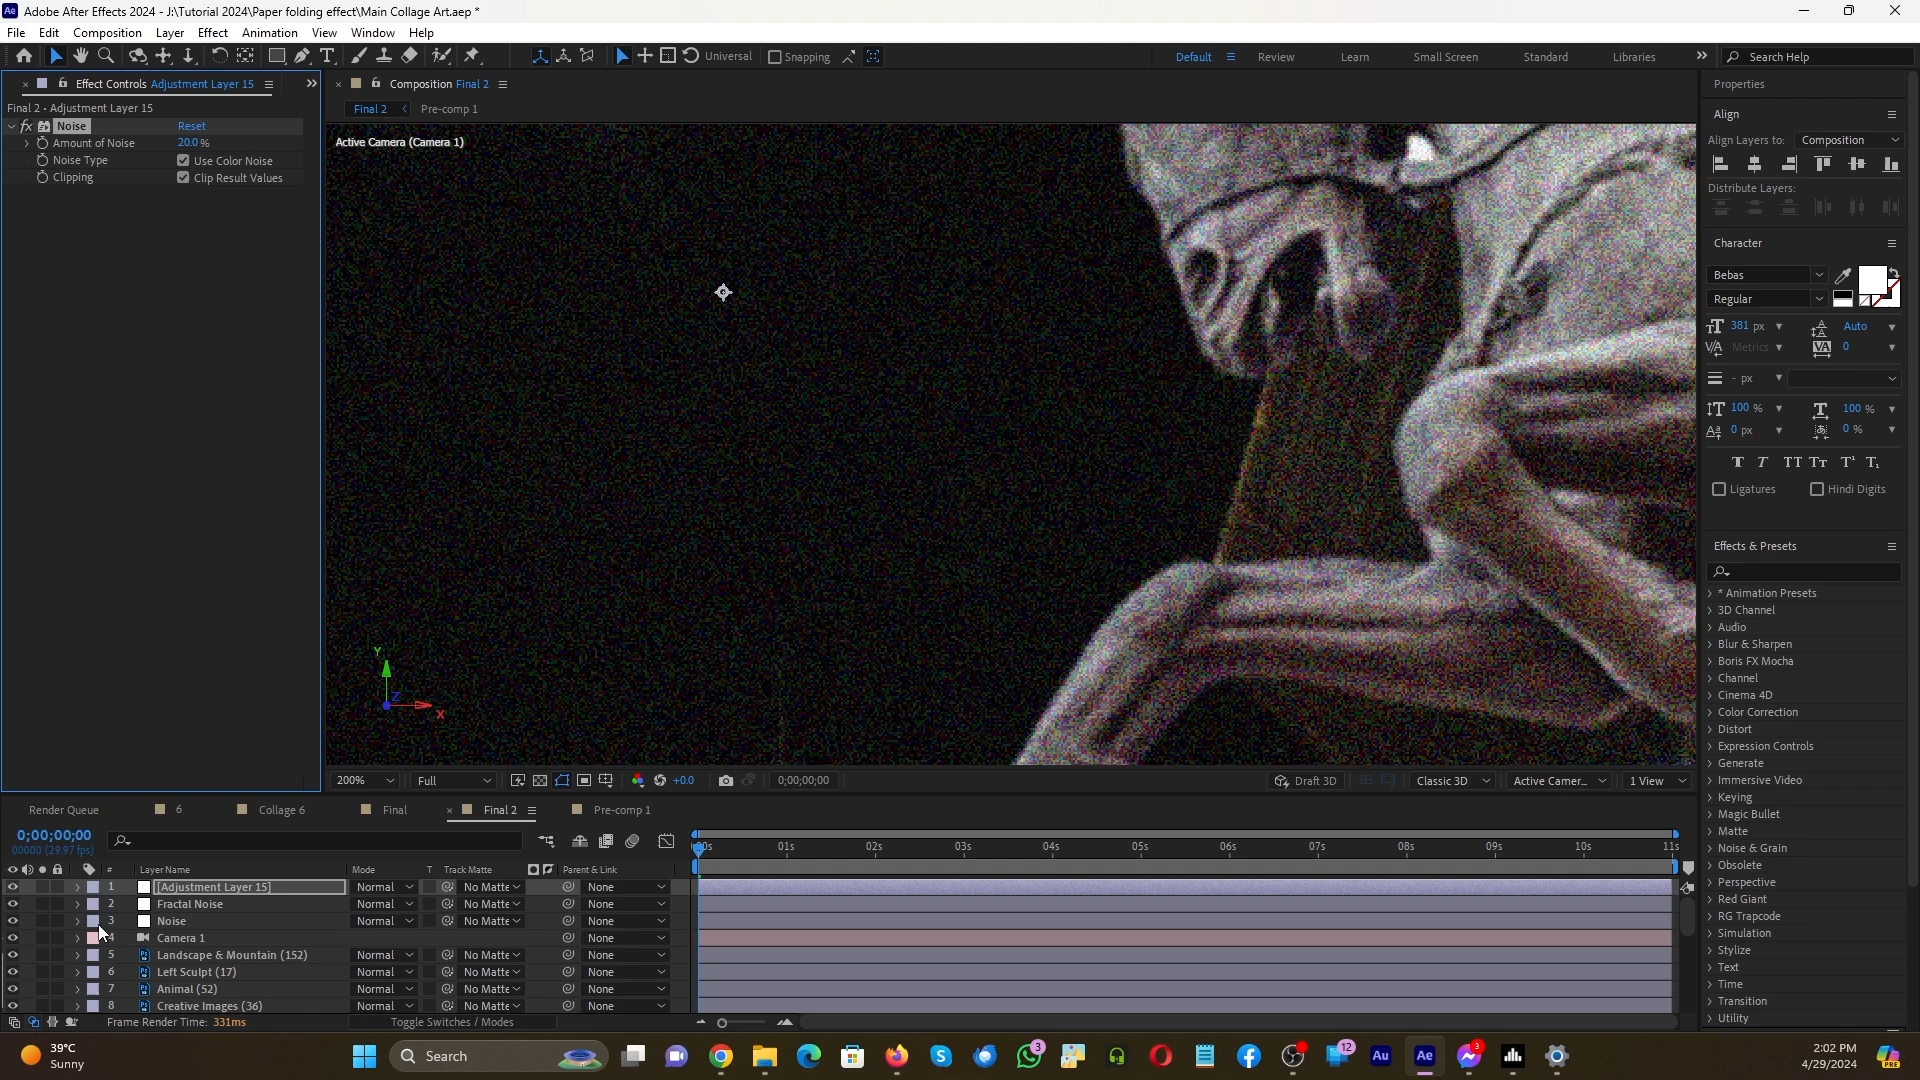 Adobe After Effects 2024 - J:\Tutorial 2024\Paper folding effect\Main Collage Art.aep *
File Edit Composition Layer Effect Animation View Window Help
Universal Snapping Default Review Learn Small Screen Standard Libraries Search Help
Effect Controls Adjustment Layer 15
Final 2 • Adjustment Layer 15
fx Noise Reset
Amount of Noise 20.0 %
Noise Type Use Color Noise
Clipping Clip Result Values
Composition Final 2
Final 2 Pre-comp 1
Active Camera (Camera 1)
Y
Z
X
200% Full +0.0 0;00;00;00 Draft 3D Classic 3D Active Camer... 1 View
Properties
Align
Align Layers to: Composition
Distribute Layers:
Character
Bebas
Regular
381 px Auto
Metrics 0
- px
100 % 100 %
0 px 0 %
T T TT Tt T¹ T₁
Ligatures Hindi Digits
Effects & Presets
* Animation Presets
3D Channel
Audio
Blur & Sharpen
Boris FX Mocha
Channel
Cinema 4D
Color Correction
Distort
Expression Controls
Generate
Immersive Video
Keying
Magic Bullet
Matte
Noise & Grain
Obsolete
Perspective
Red Giant
RG Trapcode
Simulation
Stylize
Text
Time
Transition
Utility
Render Queue 6 Collage 6 Final Final 2 Pre-comp 1
0;00;00;00
00000 (29.97 fps)
00s 01s 02s 03s 04s 05s 06s 07s 08s 09s 10s 11s
# Layer Name Mode T Track Matte Parent & Link
1 [Adjustment Layer 15] Normal No Matte None
2 Fractal Noise Normal No Matte None
3 Noise Normal No Matte None
4 Camera 1 None
5 Landscape & Mountain (152) Normal No Matte None
6 Left Sculpt (17) Normal No Matte None
7 Animal (52) Normal No Matte None
8 Creative Images (36) Normal No Matte None
Frame Render Time: 331ms Toggle Switches / Modes
39°C
Sunny
Search
3
12
Au
Ae
3
2:02 PM
4/29/2024
PRE